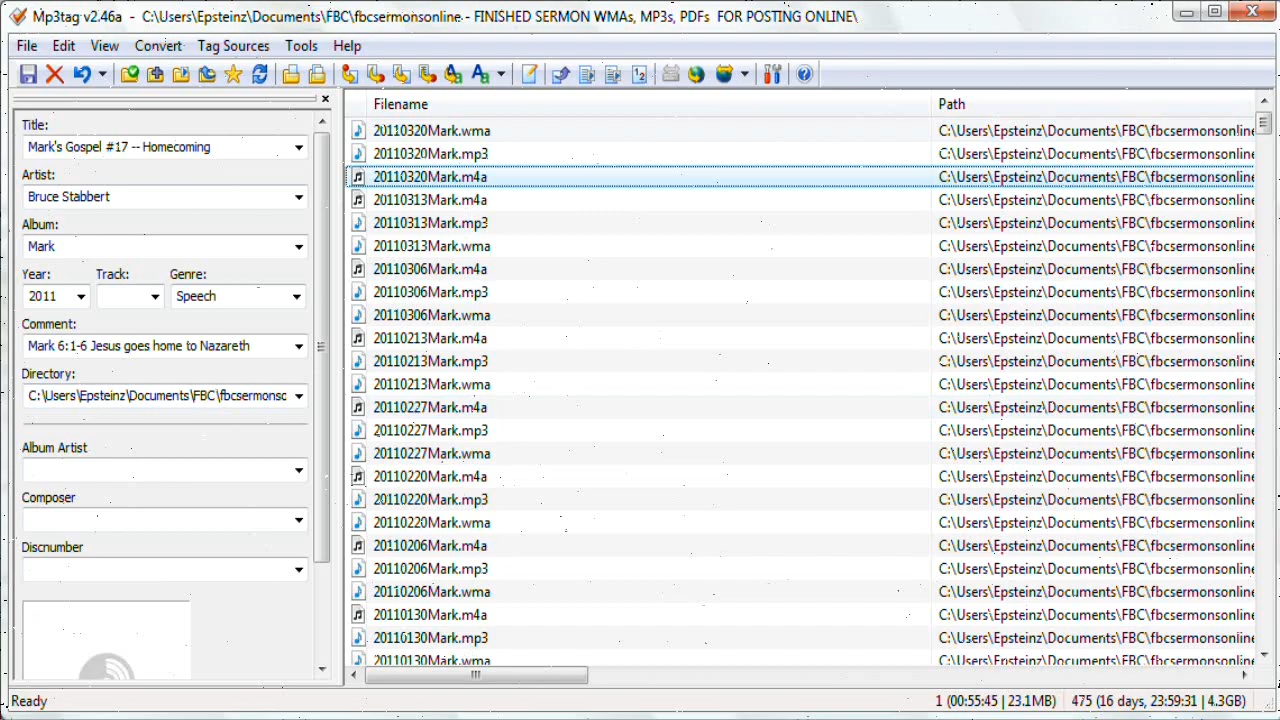 Mp3tag v2.46a - C:\Users\Epsteinz\Documents\FBC\fbcsermonsonline - FINISHED SERMON WMAs, MP3s, PDFs FOR POSTING ONLINE\
File Edit View Convert Tag Sources Tools Help
Title:
Mark's Gospel #17 -- Homecoming
Artist:
Bruce Stabbert
Album:
Mark
Year: Track: Genre:
2011 Speech
Comment:
Mark 6:1-6 Jesus goes home to Nazareth
Directory:
C:\Users\Epsteinz\Documents\FBC\fbcsermonsc
Album Artist
Composer
Discnumber
Filename Path
20110320Mark.wma C:\Users\Epsteinz\Documents\FBC\fbcsermonsonline
20110320Mark.mp3 C:\Users\Epsteinz\Documents\FBC\fbcsermonsonline
20110320Mark.m4a C:\Users\Epsteinz\Documents\FBC\fbcsermonsonline
20110313Mark.m4a C:\Users\Epsteinz\Documents\FBC\fbcsermonsonline
20110313Mark.mp3 C:\Users\Epsteinz\Documents\FBC\fbcsermonsonline
20110313Mark.wma C:\Users\Epsteinz\Documents\FBC\fbcsermonsonline
20110306Mark.m4a C:\Users\Epsteinz\Documents\FBC\fbcsermonsonline
20110306Mark.mp3 C:\Users\Epsteinz\Documents\FBC\fbcsermonsonline
20110306Mark.wma C:\Users\Epsteinz\Documents\FBC\fbcsermonsonline
20110213Mark.m4a C:\Users\Epsteinz\Documents\FBC\fbcsermonsonline
20110213Mark.mp3 C:\Users\Epsteinz\Documents\FBC\fbcsermonsonline
20110213Mark.wma C:\Users\Epsteinz\Documents\FBC\fbcsermonsonline
20110227Mark.m4a C:\Users\Epsteinz\Documents\FBC\fbcsermonsonline
20110227Mark.mp3 C:\Users\Epsteinz\Documents\FBC\fbcsermonsonline
20110227Mark.wma C:\Users\Epsteinz\Documents\FBC\fbcsermonsonline
20110220Mark.m4a C:\Users\Epsteinz\Documents\FBC\fbcsermonsonline
20110220Mark.mp3 C:\Users\Epsteinz\Documents\FBC\fbcsermonsonline
20110220Mark.wma C:\Users\Epsteinz\Documents\FBC\fbcsermonsonline
20110206Mark.m4a C:\Users\Epsteinz\Documents\FBC\fbcsermonsonline
20110206Mark.mp3 C:\Users\Epsteinz\Documents\FBC\fbcsermonsonline
20110206Mark.wma C:\Users\Epsteinz\Documents\FBC\fbcsermonsonline
20110130Mark.m4a C:\Users\Epsteinz\Documents\FBC\fbcsermonsonline
20110130Mark.mp3 C:\Users\Epsteinz\Documents\FBC\fbcsermonsonline
20110130Mark.wma C:\Users\Epsteinz\Documents\FBC\fbcsermonsonline
Ready 1 (00:55:45 | 23.1MB) 475 (16 days, 23:59:31 | 4.3GB)